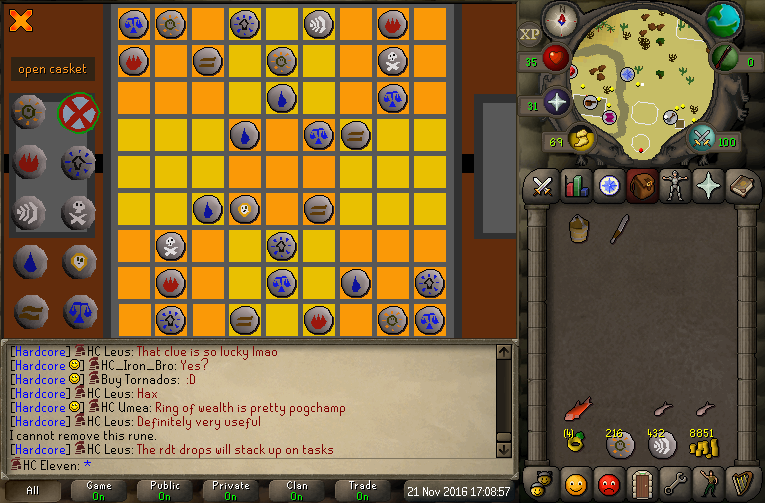 XP
open casket
35
0
31
69
100
[Hardcore] HC Leus: That clue is so lucky lmao
[Hardcore] HC_Iron_Bro: Yes?
[Hardcore] Buy Tornados: :D
[Hardcore] HC Leus: Hax
[Hardcore] HC Umea: Ring of wealth is pretty pogchamp
[Hardcore] HC Leus: Definitely very useful
I cannot remove this rune.
[Hardcore] HC Leus: The rdt drops will stack up on tasks
HC Eleven: *
(4)
216
432
8851
All
Game
On
Public
On
Private
On
Clan
On
Trade
On
21 Nov 2016 17:08:57